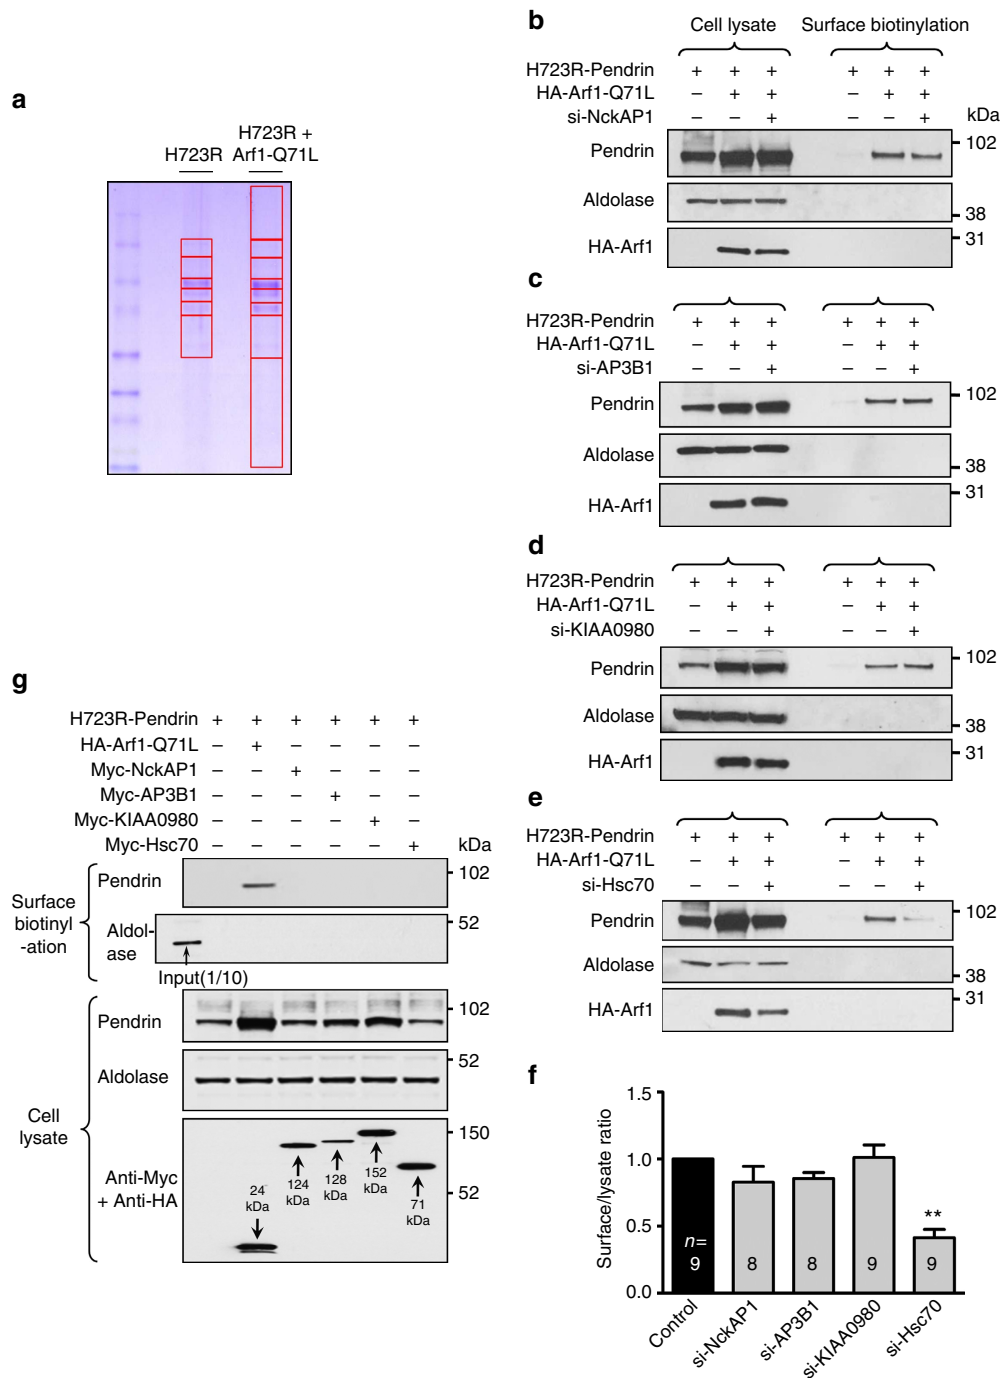 a
H723R
H723R +
Arf1-Q71L
b
Cell lysate Surface biotinylation
H723R-Pendrin + + + + + +
HA-Arf1-Q71L – + + – + +
si-NckAP1 – – + – – + kDa
Pendrin 102
Aldolase 38
HA-Arf1 31
c
H723R-Pendrin + + + + + +
HA-Arf1-Q71L – + + – + +
si-AP3B1 – – + – – +
Pendrin 102
Aldolase 38
HA-Arf1 31
d
H723R-Pendrin + + + + + +
HA-Arf1-Q71L – + + – + +
si-KIAA0980 – – + – – +
Pendrin 102
Aldolase 38
HA-Arf1 31
e
H723R-Pendrin + + + + + +
HA-Arf1-Q71L – + + – + +
si-Hsc70 – – + – – +
Pendrin 102
Aldolase 38
HA-Arf1 31
f
Surface/lysate ratio
1.5
1.0
0.5
0.0
**
n=
9 8 8 9 9
Control si-NckAP1 si-AP3B1 si-KIAA0980 si-Hsc70
g
H723R-Pendrin + + + + + +
HA-Arf1-Q71L – + – – – –
Myc-NckAP1 – – + – – –
Myc-AP3B1 – – – + – –
Myc-KIAA0980 – – – – + –
Myc-Hsc70 – – – – – + kDa
Surface
biotinyl
-ation
Pendrin 102
Aldol-
ase
52
Input(1/10)
Cell
lysate
Pendrin 102
Aldolase 52
Anti-Myc
+ Anti-HA
150
52
24
kDa
124
kDa
128
kDa
152
kDa
71
kDa